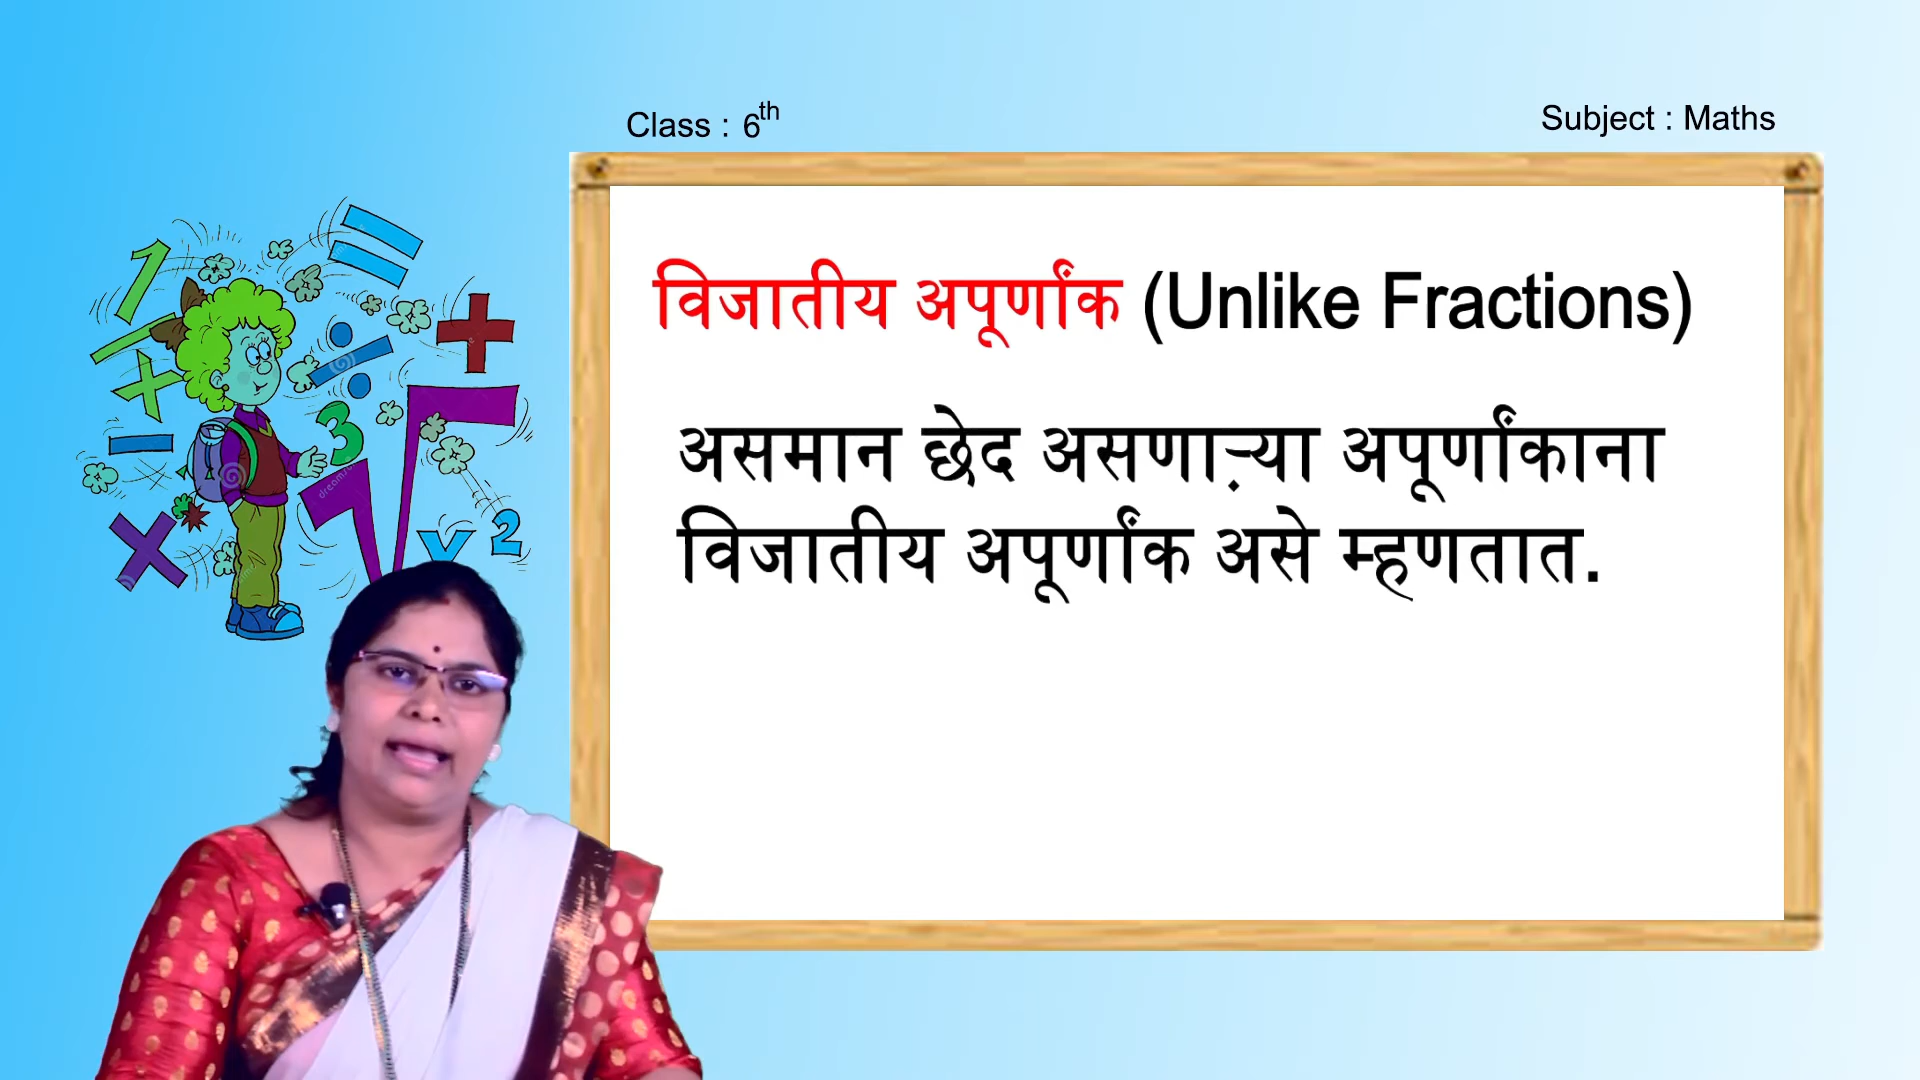 Class : 6th
Subject : Maths
विजातीय अपूर्णांक (Unlike Fractions)
असमान छेद असणाऱ्या अपूर्णांकाना
विजातीय अपूर्णांक असे म्हणतात.